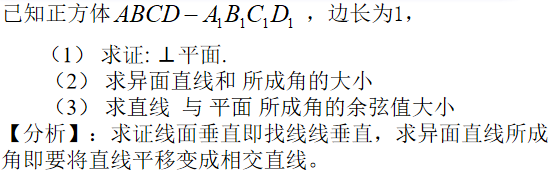 已知正方体ABCD-A₁B₁C₁D₁,边长为1,
(1) 求证: ⊥平面.
(2) 求异面直线和 所成角的大小
(3) 求直线 与 平面 所成角的余弦值大小
【分析】:求证线面垂直即找线线垂直,求异面直线所成
角即要将直线平移变成相交直线。